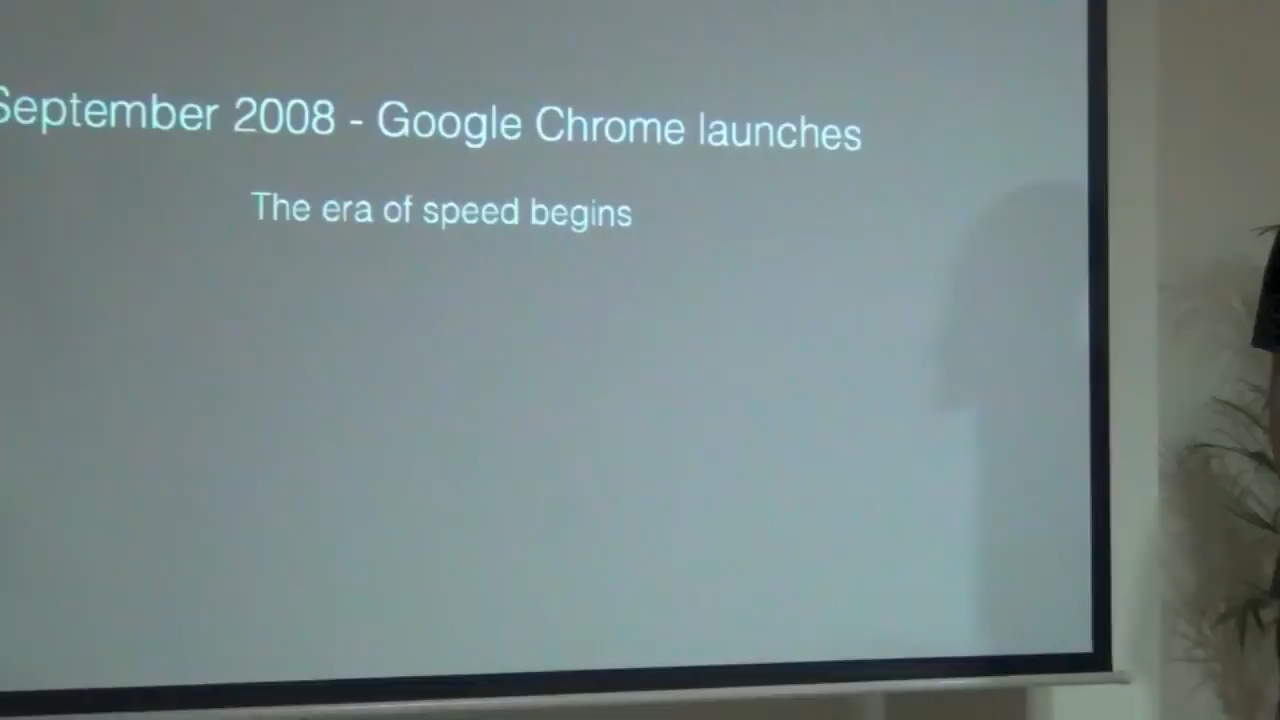 September 2008 - Google Chrome launches
The era of speed begins